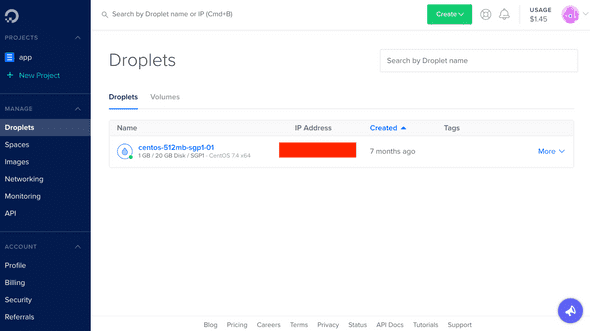 Search by Droplet name or IP (Cmd+B)
Create
USAGE
$1.45
PROJECTS
app
+ New Project
MANAGE
Droplets
Spaces
Images
Networking
Monitoring
API
ACCOUNT
Profile
Billing
Security
Referrals
Droplets
Search by Droplet name
Droplets Volumes
Name IP Address Created Tags
centos-512mb-sgp1-01
1 GB / 20 GB Disk / SGP1 - CentOS 7.4 x64
7 months ago
More
Blog Pricing Careers Terms Privacy Status API Docs Tutorials Support